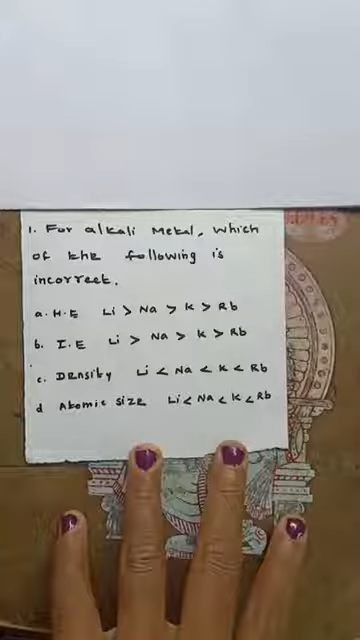 1. For alkali Metal, which
of the following is
incorrect.
a. H.E Li > Na > K > Rb
b. I.E Li > Na > K > Rb
c. Density Li < Na < K < Rb
d Atomic size Li < Na < K < Rb